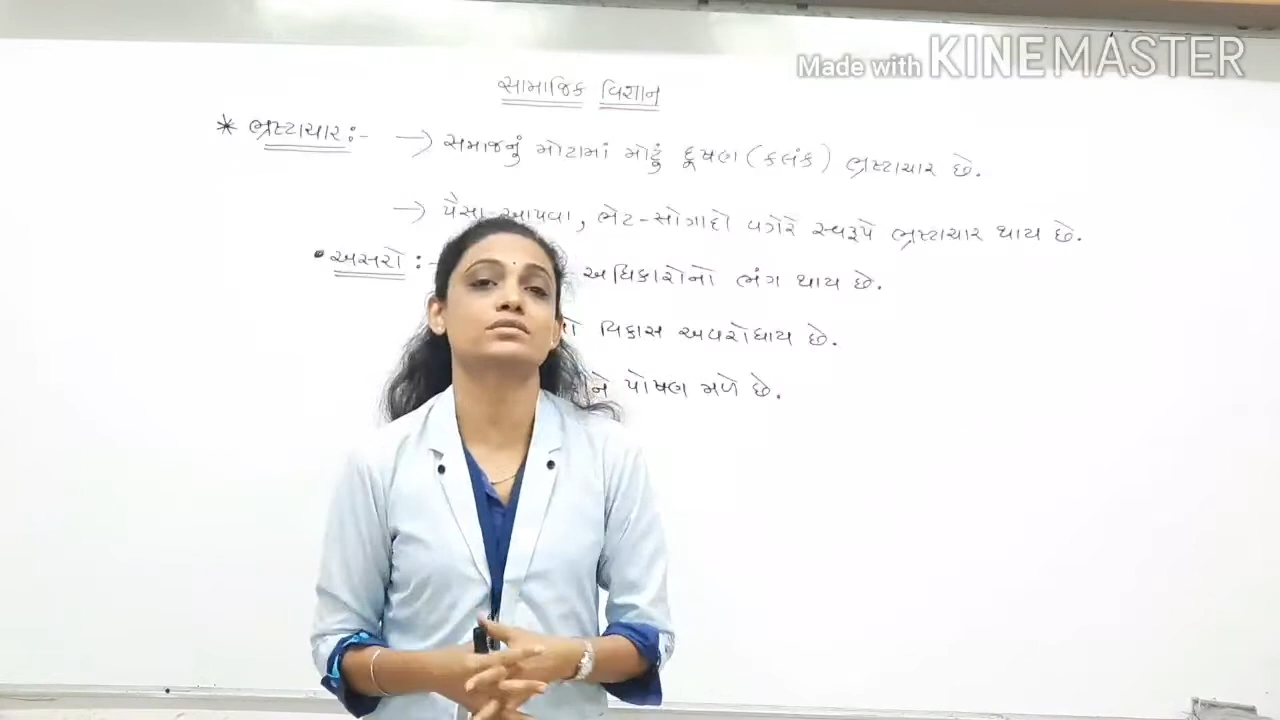 Made with KINEMASTER
સામાજિક વિજ્ઞાન
* ભ્રષ્ટાચાર :- → સમાજનું મોટામાં મોટું દૂષણ (કલંક) ભ્રષ્ટાચાર છે.
→ પૈસા આપવા, ભેટ-સોગાદો વગેરે સ્વરૂપે ભ્રષ્ટાચાર થાય છે.
• અસરો :- અધિકારોનો ભંગ થાય છે.
વિકાસ અવરોધાય છે.
પોષણ મળે છે.